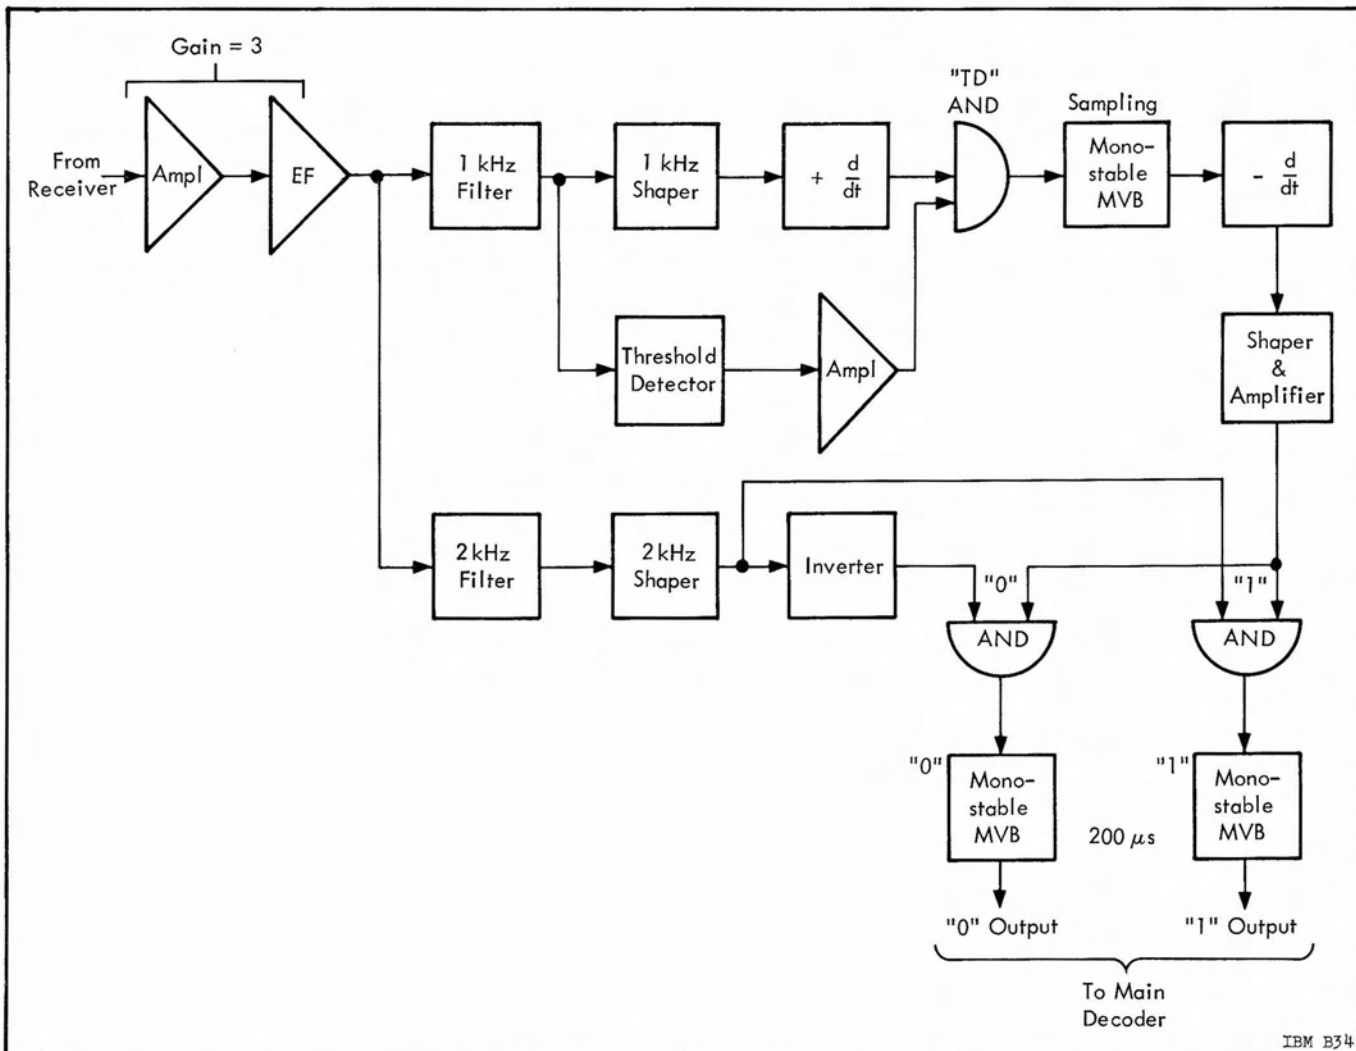 Gain = 3
From
Receiver
Ampl
EF
1 kHz
Filter
1 kHz
Shaper
+ d
dt
"TD"
AND
Sampling
Mono-
stable
MVB
- d
dt
Threshold
Detector
Ampl
Shaper
&
Amplifier
2 kHz
Filter
2 kHz
Shaper
Inverter
"0"
AND
"1"
AND
"0"
Mono-
stable
MVB
200 μs
"1"
Mono-
stable
MVB
"0" Output
"1" Output
To Main
Decoder
IBM B34